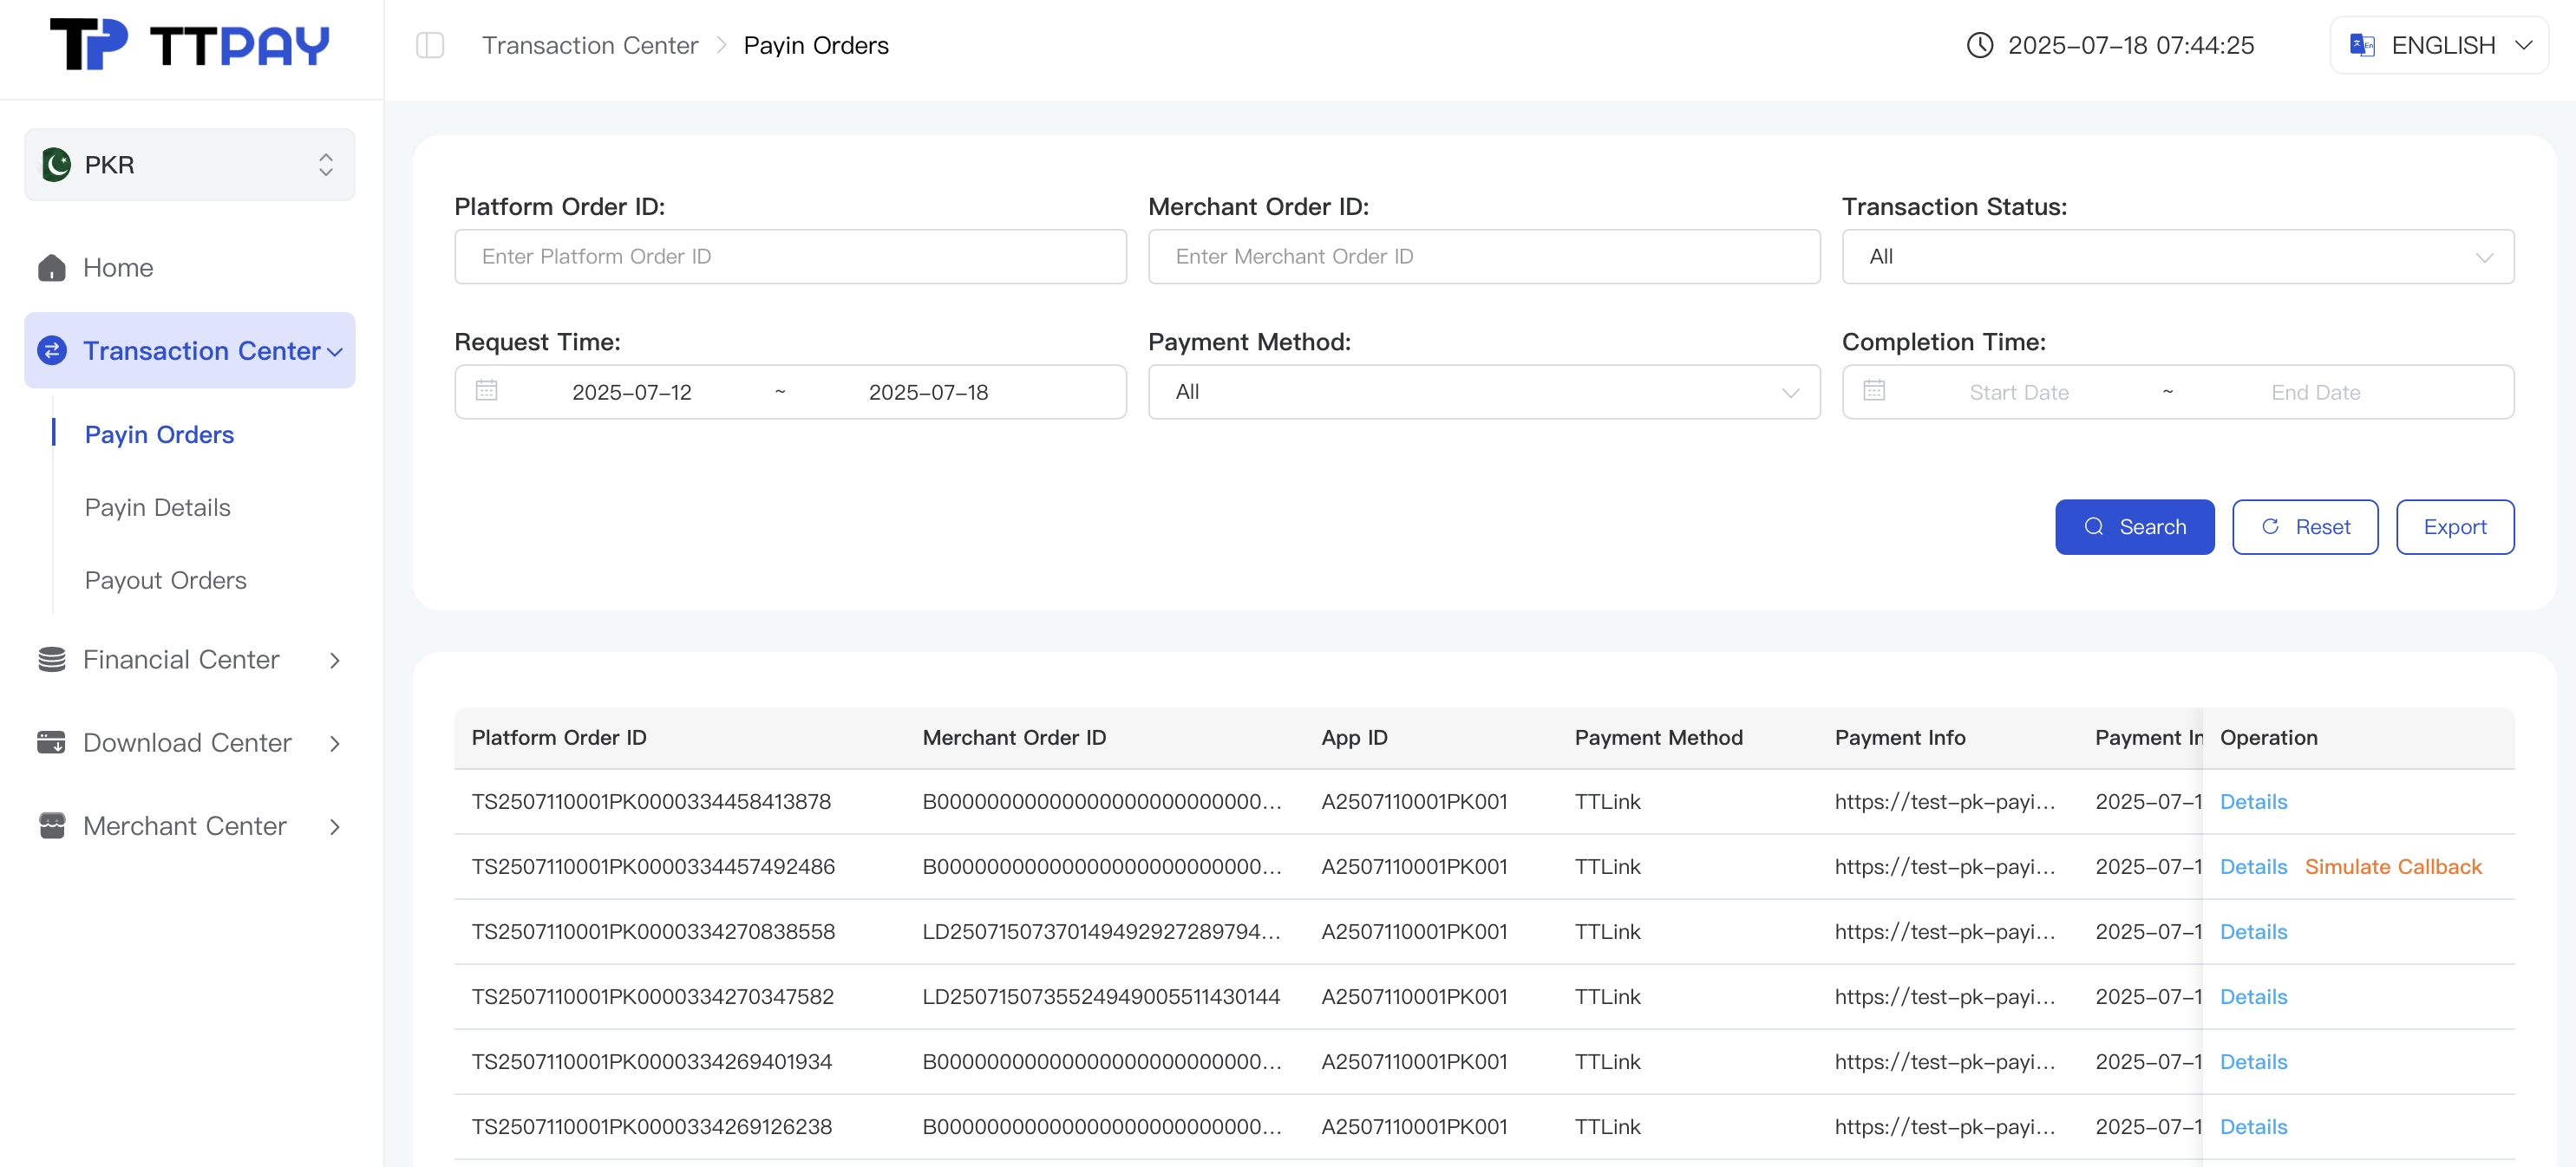 TP TTPAY
Transaction Center > Payin Orders
2025-07-18 07:44:25
ENGLISH
PKR
Home
Transaction Center
Payin Orders
Payin Details
Payout Orders
Financial Center
Download Center
Merchant Center
Platform Order ID:
Enter Platform Order ID
Merchant Order ID:
Enter Merchant Order ID
Transaction Status:
All
Request Time:
2025-07-12 ~ 2025-07-18
Payment Method:
All
Completion Time:
Start Date ~ End Date
Search
Reset
Export
Platform Order ID Merchant Order ID App ID Payment Method Payment Info Payment In Operation
TS2507110001PK0000334458413878 B00000000000000000000000000... A2507110001PK001 TTLink https://test-pk-payi... 2025-07-1 Details
TS2507110001PK0000334457492486 B00000000000000000000000000... A2507110001PK001 TTLink https://test-pk-payi... 2025-07-1 Details Simulate Callback
TS2507110001PK0000334270838558 LD25071507370149492927289794... A2507110001PK001 TTLink https://test-pk-payi... 2025-07-1 Details
TS2507110001PK0000334270347582 LD25071507355249490055114301​44 A2507110001PK001 TTLink https://test-pk-payi... 2025-07-1 Details
TS2507110001PK0000334269401934 B00000000000000000000000000... A2507110001PK001 TTLink https://test-pk-payi... 2025-07-1 Details
TS2507110001PK0000334269126238 B00000000000000000000000000... A2507110001PK001 TTLink https://test-pk-payi... 2025-07-1 Details